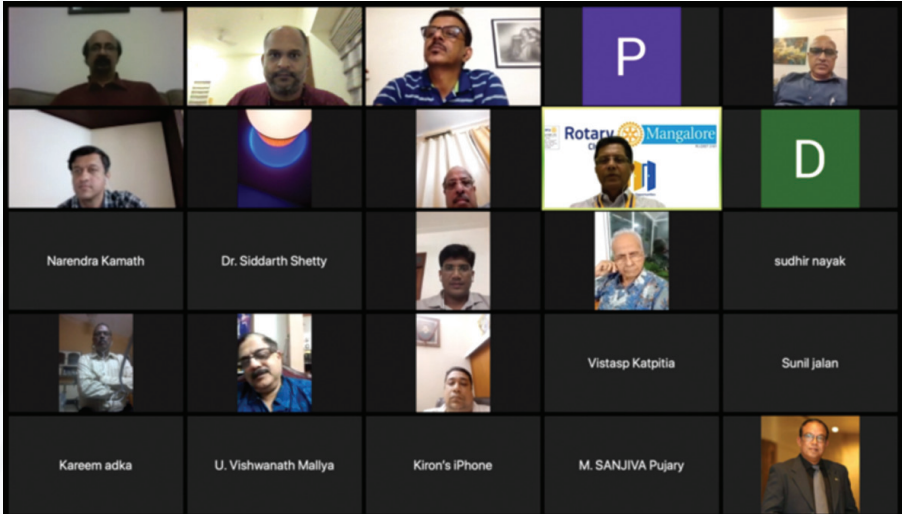 P
Rotary
Cl
Mangalore
D
Narendra Kamath
Dr. Siddarth Shetty
sudhir nayak
Vistasp Katpitia
Sunil jalan
Kareem adka
U. Vishwanath Mallya
Kiron's iPhone
M. SANJIVA Pujary